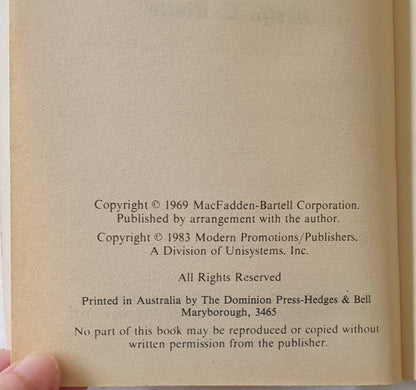 Copyright © 1969 MacFadden-Bartell Corporation.
Published by arrangement with the author.
Copyright © 1983 Modern Promotions/Publishers.
A Division of Unisystems, Inc.
All Rights Reserved
Printed in Australia by The Dominion Press-Hedges & Bell
Maryborough, 3465
No part of this book may be reproduced or copied without
written permission from the publisher.